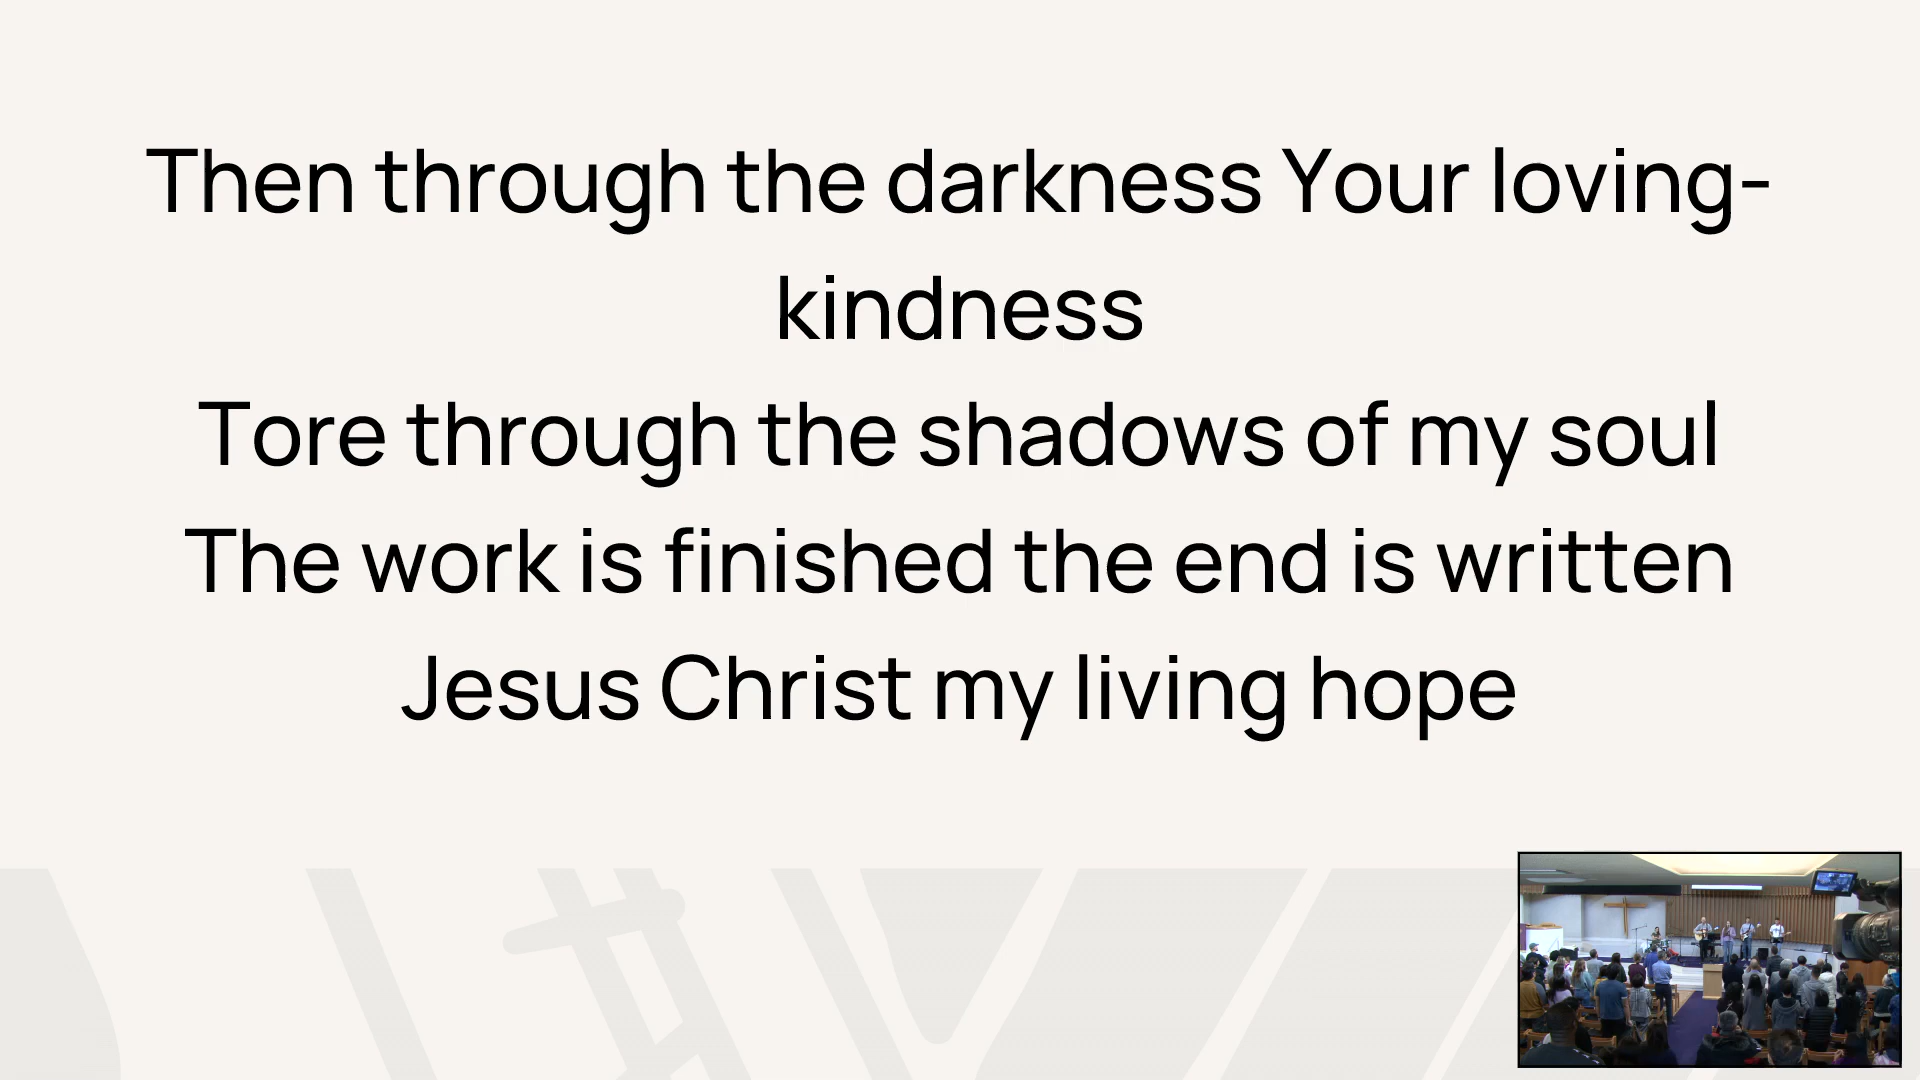 Then through the darkness Your loving-
kindness
Tore through the shadows of my soul
The work is finished the end is written
Jesus Christ my living hope